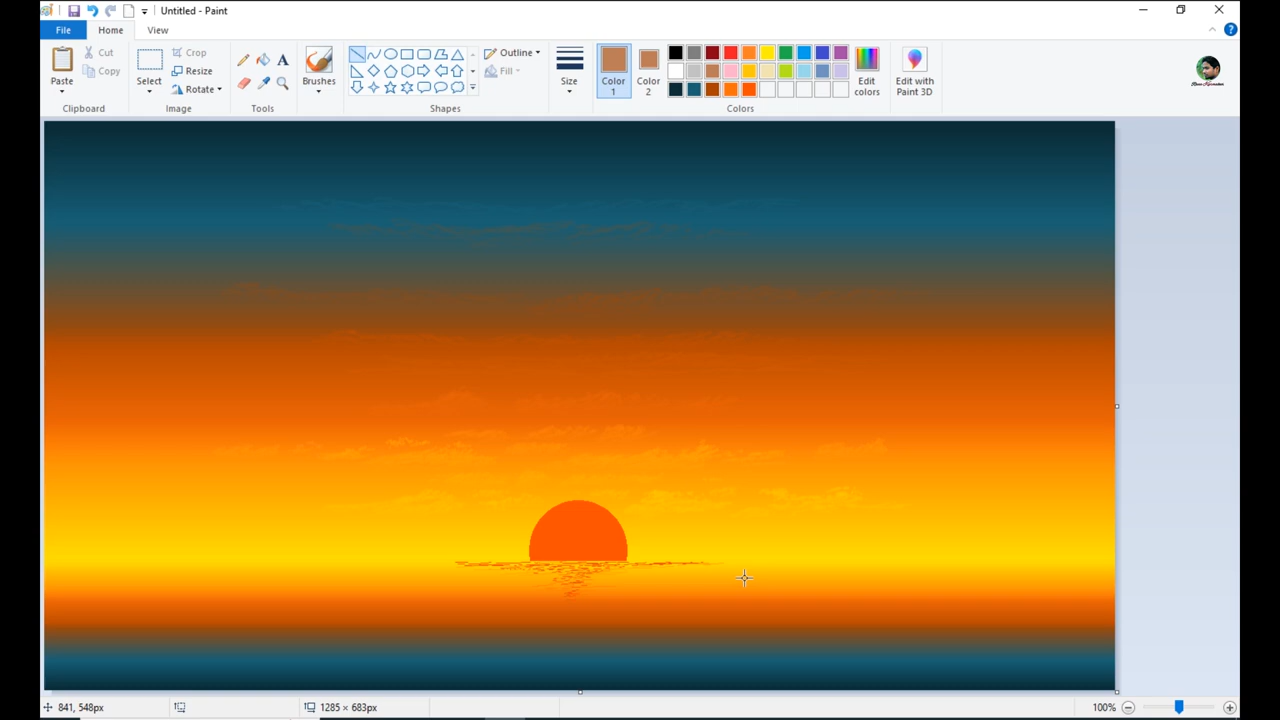 Untitled - Paint
File
Home
View
Paste
Cut
Copy
Clipboard
Select
Crop
Resize
Rotate
Image
A
Tools
Brushes
Outline
Fill
Shapes
Size
Color
1
Color
2
Edit
colors
Colors
Edit with
Paint 3D
841, 548px
1285 × 683px
100%